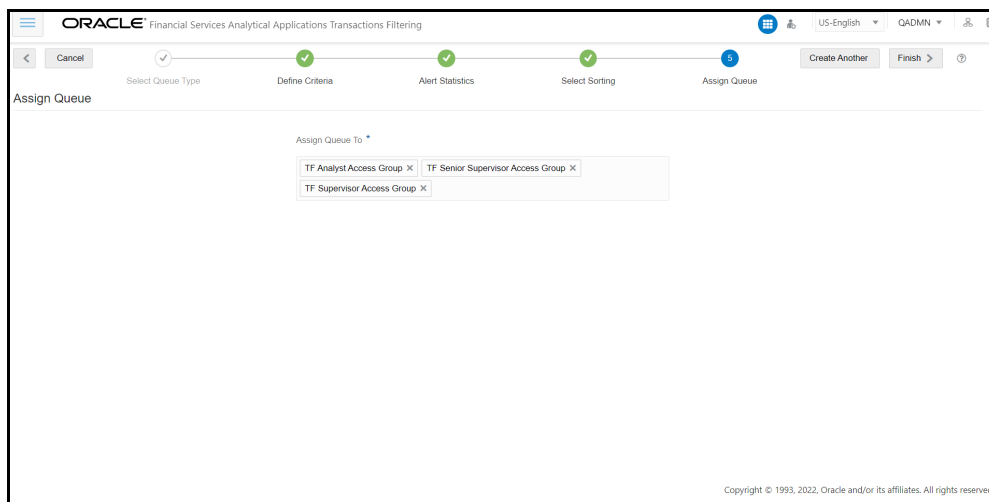 ORACLE® Financial Services Analytical Applications Transactions Filtering
US-English
QADMN
Cancel
Select Queue Type
Define Criteria
Alert Statistics
Select Sorting
5
Assign Queue
Create Another
Finish
Assign Queue
Assign Queue To *
TF Analyst Access Group × TF Senior Supervisor Access Group ×
TF Supervisor Access Group ×
Copyright © 1993, 2022, Oracle and/or its affiliates. All rights reserved